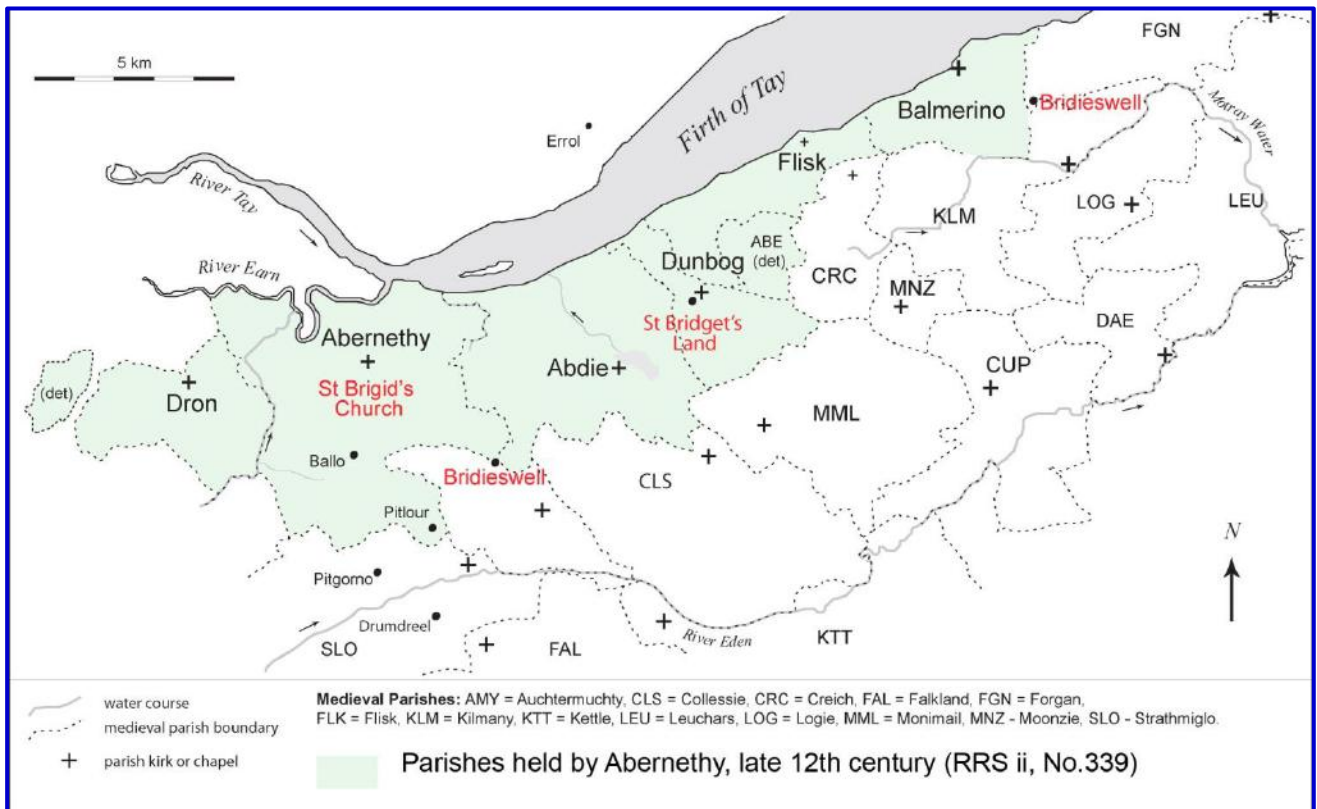 5 km
FGN
Firth of Tay
Balmerino
Bridieswell
Motray Water
Errol
Flisk
River Tay
KLM
LOG
LEU
ABE
(det)
Dunbog
River Earn
CRC
MNZ
St Bridget's
Land
DAE
Abernethy
Abdie
CUP
(det)
Dron
St Brigid's
Church
MML
Ballo
Bridieswell
CLS
Pitlour
N
Pitgorno
Drumdreel
SLO
FAL
River Eden
KTT
water course
medieval parish boundary
parish kirk or chapel
Medieval Parishes: AMY = Auchtermuchty, CLS = Collessie, CRC = Creich, FAL = Falkland, FGN = Forgan,
FLK = Flisk, KLM = Kilmany, KTT = Kettle, LEU = Leuchars, LOG = Logie, MML = Monimail, MNZ - Moonzie, SLO - Strathmiglo.
Parishes held by Abernethy, late 12th century (RRS ii, No.339)